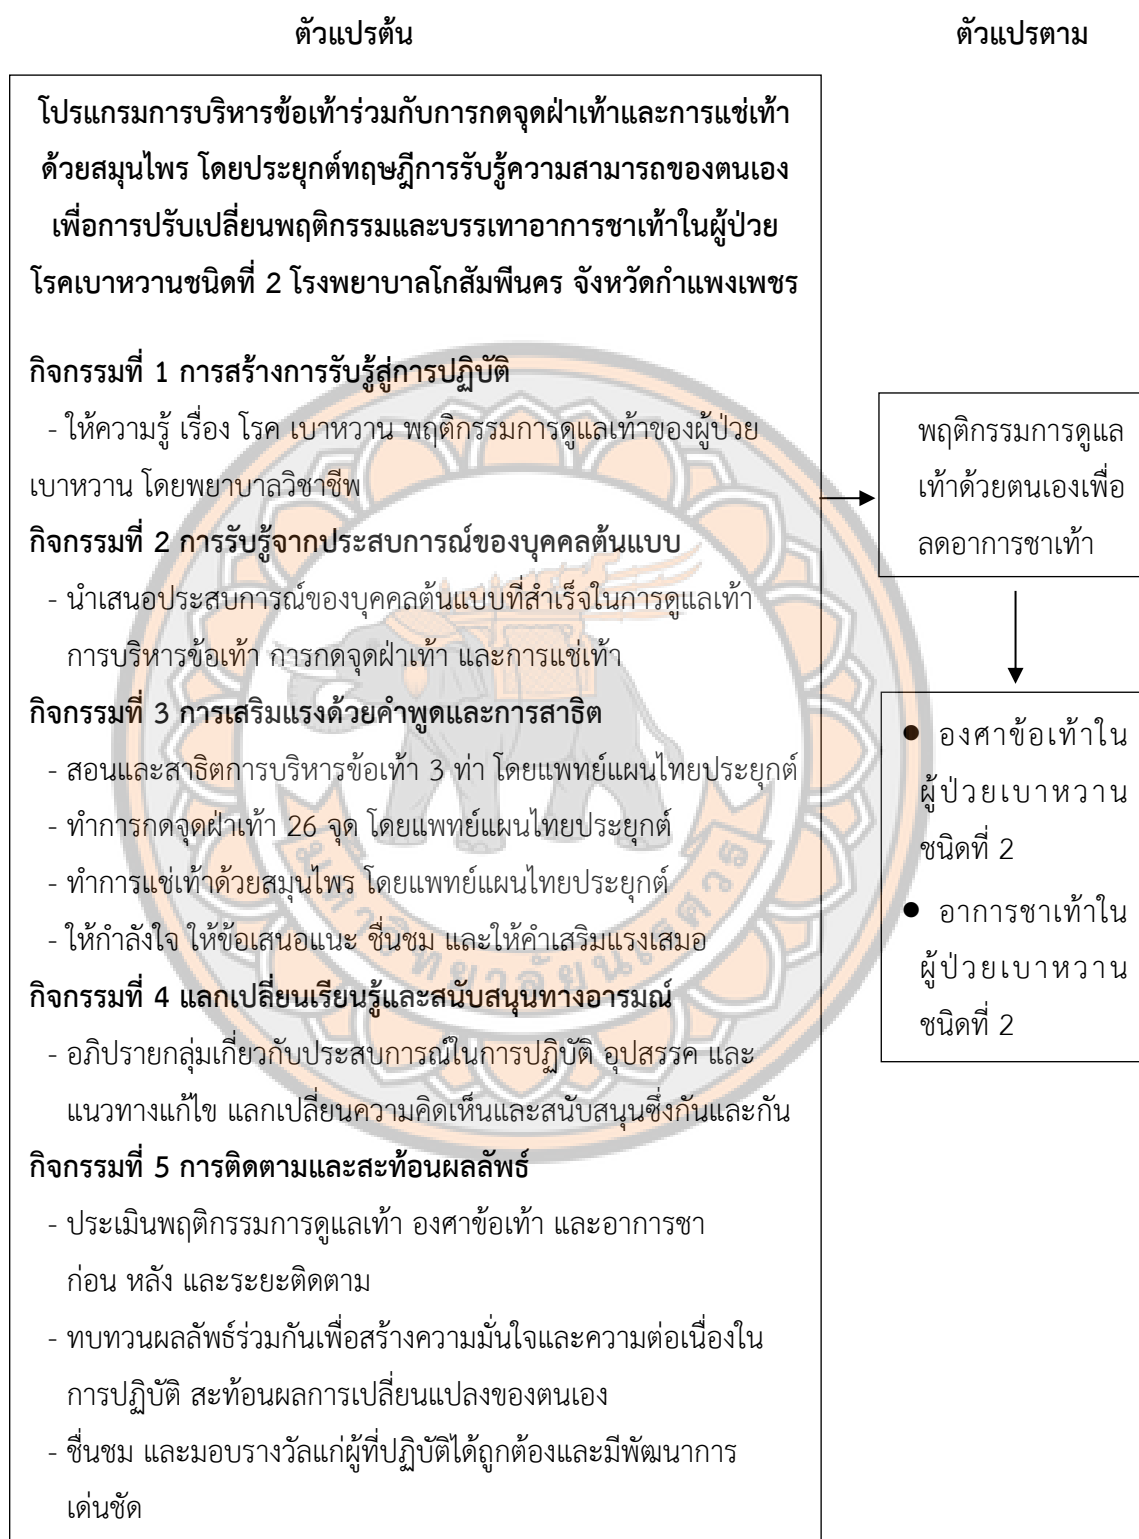 ตัวแปรต้น
ตัวแปรตาม
โปรแกรมการบริหารข้อเท้าร่วมกับการกดจุดฝ่าเท้าและการแช่เท้า
ด้วยสมุนไพร โดยประยุกต์ทฤษฎีการรับรู้ความสามารถของตนเอง
เพื่อการปรับเปลี่ยนพฤติกรรมและบรรเทาอาการชาเท้าในผู้ป่วย
โรคเบาหวานชนิดที่ 2 โรงพยาบาลโกสัมพีนคร จังหวัดกำแพงเพชร
กิจกรรมที่ 1 การสร้างการรับรู้สู่การปฏิบัติ
- ให้ความรู้ เรื่อง โรค เบาหวาน พฤติกรรมการดูแลเท้าของผู้ป่วย
เบาหวาน โดยพยาบาลวิชาชีพ
กิจกรรมที่ 2 การรับรู้จากประสบการณ์ของบุคคลต้นแบบ
- นำเสนอประสบการณ์ของบุคคลต้นแบบที่สำเร็จในการดูแลเท้า
การบริหารข้อเท้า การกดจุดฝ่าเท้า และการแช่เท้า
กิจกรรมที่ 3 การเสริมแรงด้วยคำพูดและการสาธิต
- สอนและสาธิตการบริหารข้อเท้า 3 ท่า โดยแพทย์แผนไทยประยุกต์
- ทำการกดจุดฝ่าเท้า 26 จุด โดยแพทย์แผนไทยประยุกต์
- ทำการแช่เท้าด้วยสมุนไพร โดยแพทย์แผนไทยประยุกต์
- ให้กำลังใจ ให้ข้อเสนอแนะ ชื่นชม และให้คำเสริมแรงเสมอ
กิจกรรมที่ 4 แลกเปลี่ยนเรียนรู้และสนับสนุนทางอารมณ์
- อภิปรายกลุ่มเกี่ยวกับประสบการณ์ในการปฏิบัติ อุปสรรค และ
แนวทางแก้ไข แลกเปลี่ยนความคิดเห็นและสนับสนุนซึ่งกันและกัน
กิจกรรมที่ 5 การติดตามและสะท้อนผลลัพธ์
- ประเมินพฤติกรรมการดูแลเท้า องศาข้อเท้า และอาการชา
ก่อน หลัง และระยะติดตาม
- ทบทวนผลลัพธ์ร่วมกันเพื่อสร้างความมั่นใจและความต่อเนื่องใน
การปฏิบัติ สะท้อนผลการเปลี่ยนแปลงของตนเอง
- ชื่นชม และมอบรางวัลแก่ผู้ที่ปฏิบัติได้ถูกต้องและมีพัฒนาการ
เด่นชัด
พฤติกรรมการดูแล
เท้าด้วยตนเองเพื่อ
ลดอาการชาเท้า
● องศาข้อเท้าใน
ผู้ป่วยเบาหวาน
ชนิดที่ 2
● อาการชาเท้าใน
ผู้ป่วยเบาหวาน
ชนิดที่ 2
มหาวิทยาลัยนเรศวร